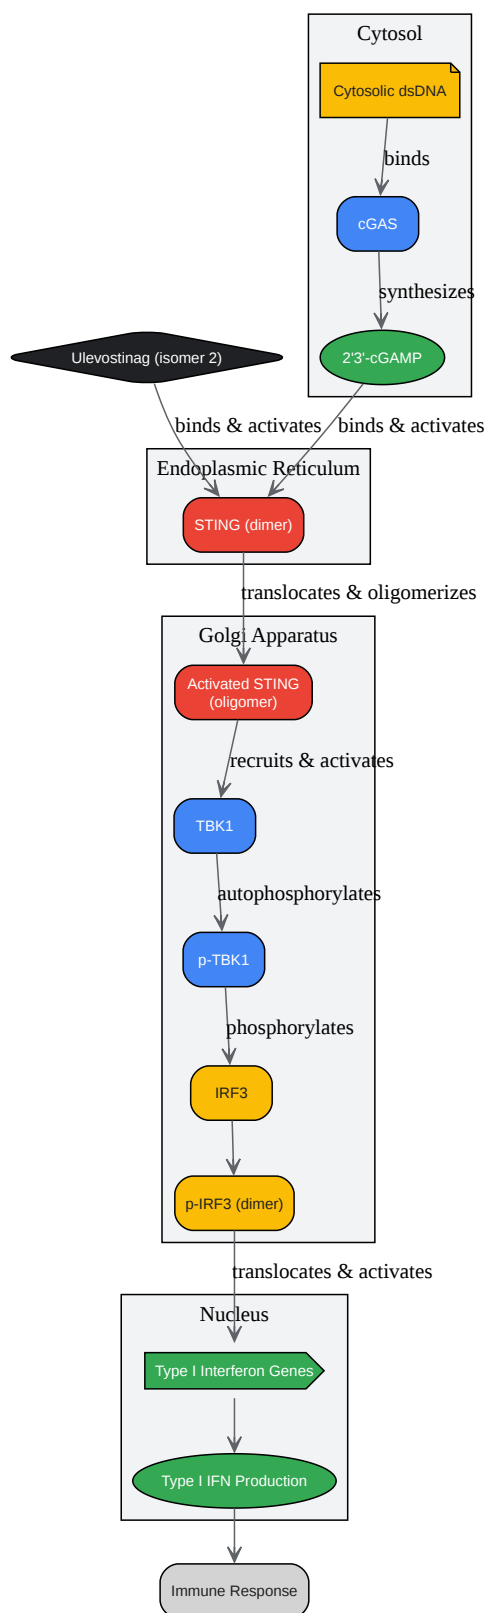 Cytosol
Cytosolic dsDNA
binds
cGAS
synthesizes
Ulevostinag (isomer 2)
2'3'-cGAMP
binds & activates
binds & activates
Endoplasmic Reticulum
STING (dimer)
translocates & oligomerizes
Golgi Apparatus
Activated STING
(oligomer)
recruits & activates
TBK1
autophosphorylates
p-TBK1
phosphorylates
IRF3
p-IRF3 (dimer)
translocates & activates
Nucleus
Type I Interferon Genes
Type I IFN Production
Immune Response